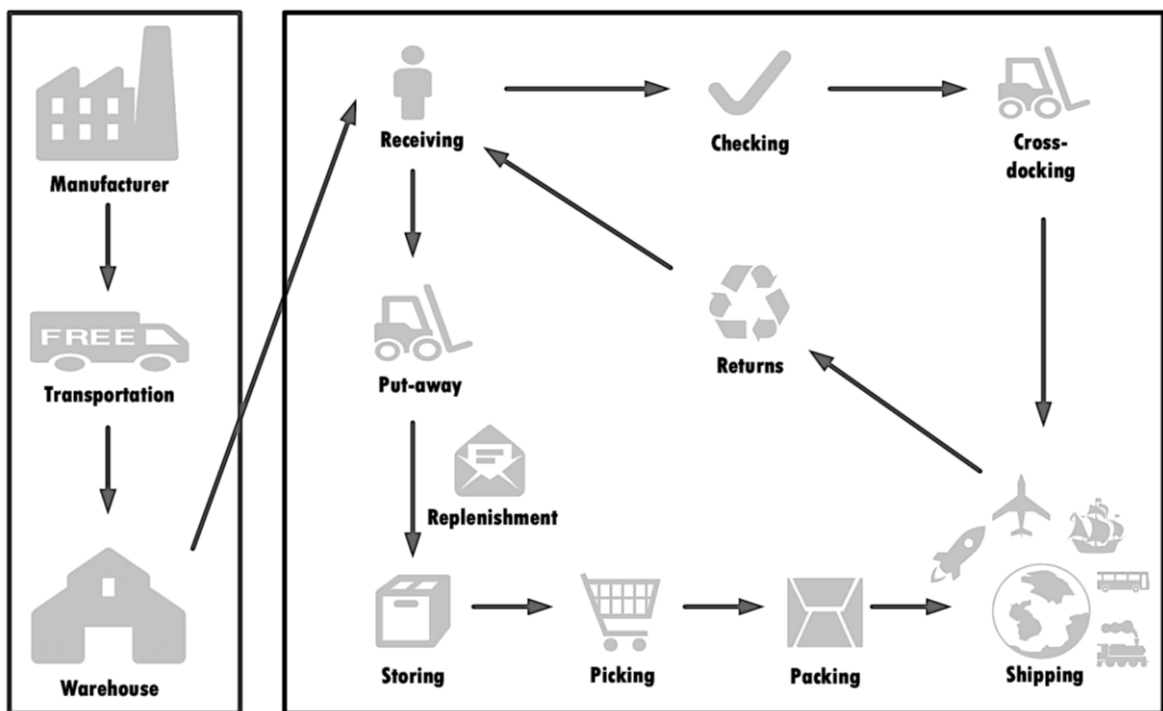 Manufacturer
FREE
Transportation
Warehouse
Receiving
Checking
Cross-
docking
Put-away
Returns
Replenishment
Storing
Picking
Packing
Shipping